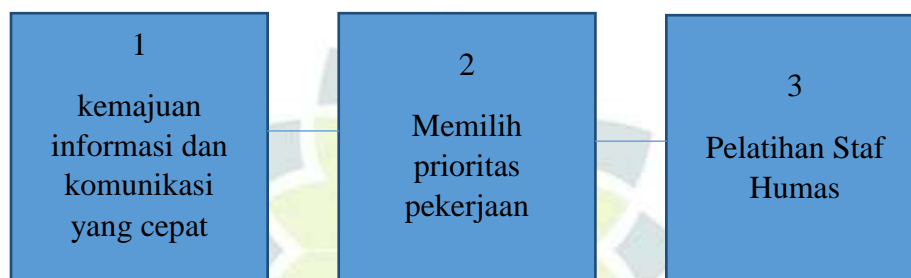 1
kemajuan
informasi dan
komunikasi
yang cepat
2
Memilih
prioritas
pekerjaan
3
Pelatihan Staf
Humas